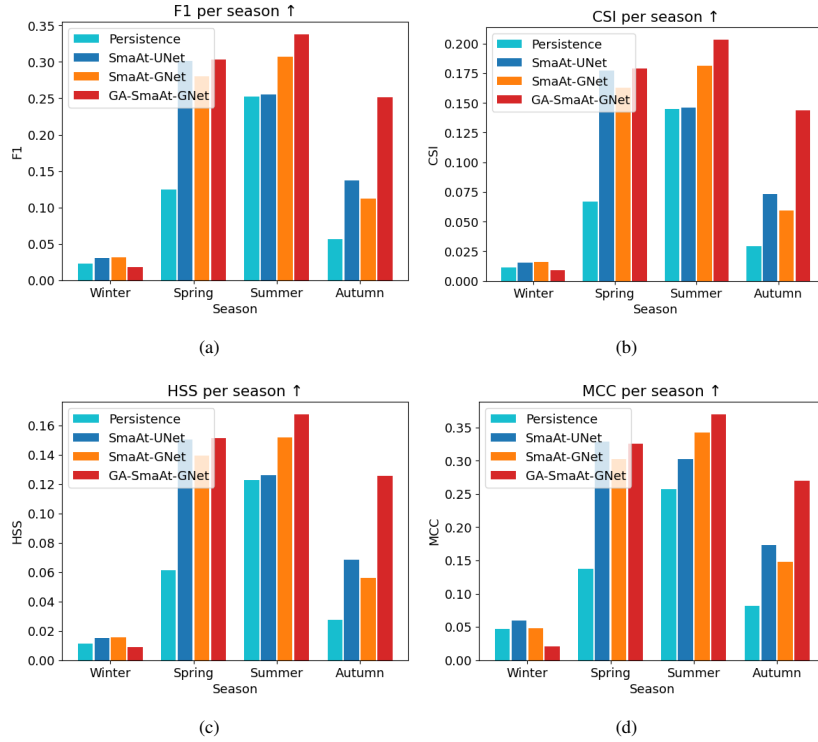 F1 per season ↑
Persistence
SmaAt-UNet
SmaAt-GNet
GA-SmaAt-GNet
0.35
0.30
0.25
0.20
0.15
0.10
0.05
0.00
F1
Winter Spring Summer Autumn
Season
(a)
CSI per season ↑
Persistence
SmaAt-UNet
SmaAt-GNet
GA-SmaAt-GNet
0.200
0.175
0.150
0.125
0.100
0.075
0.050
0.025
0.000
CSI
Winter Spring Summer Autumn
Season
(b)
HSS per season ↑
Persistence
SmaAt-UNet
SmaAt-GNet
GA-SmaAt-GNet
0.16
0.14
0.12
0.10
0.08
0.06
0.04
0.02
0.00
HSS
Winter Spring Summer Autumn
Season
(c)
MCC per season ↑
Persistence
SmaAt-UNet
SmaAt-GNet
GA-SmaAt-GNet
0.35
0.30
0.25
0.20
0.15
0.10
0.05
0.00
MCC
Winter Spring Summer Autumn
Season
(d)